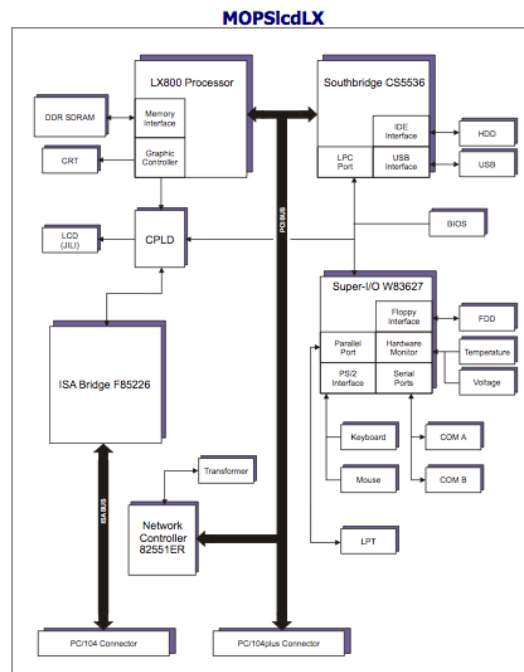 MOPSlcdLX
LX800 Processor
Memory
Interface
Graphic
Controller
DDR SDRAM
CRT
LCD
(JILI)
CPLD
ISA Bridge F85226
ISA BUS
PCI BUS
Southbridge CS5536
IDE
Interface
LPC
Port
USB
Interface
HDD
USB
BIOS
Super-I/O W83627
Floppy
Interface
Parallel
Port
Hardware
Monitor
PS/2
Interface
Serial
Ports
FDD
Temperature
Voltage
Keyboard
Mouse
COM A
COM B
LPT
Transformer
Network
Controller
82551ER
PC/104 Connector
PC/104plus Connector